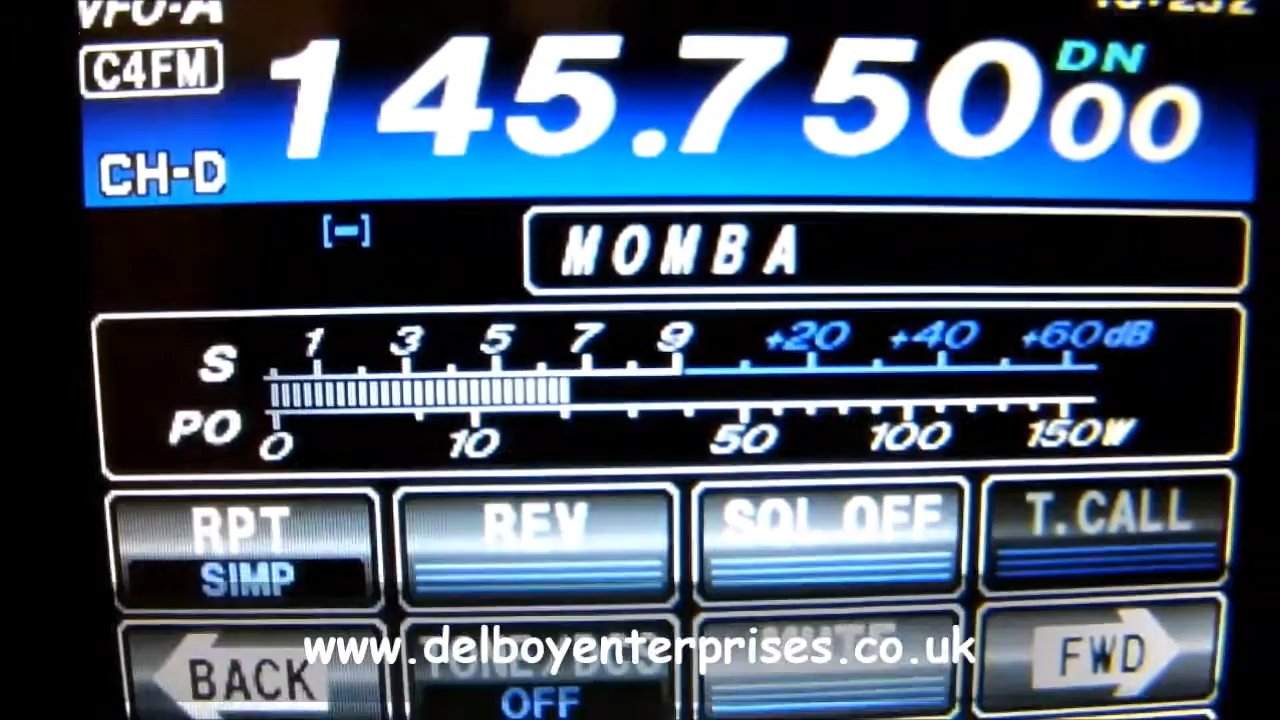 VFO-A
C4FM 145.750 00 DN
CH-D
[-] MOMBA
S 1 3 5 7 9 +20 +40 +60dB
PO 0 10 50 100 150W
RPT REV SQL OFF T.CALL
SIMP
BACK FWD
OFF
www.delboyenterprises.co.uk